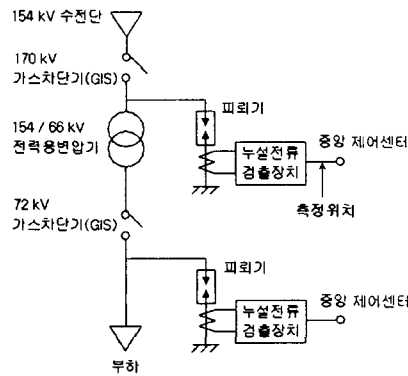 154 kV 수전단
170 kV
가스차단기(GIS)
피뢰기
154 / 66 kV
전력용변압기
누설전류
검출장치
중앙 제어센터
측정위치
72 kV
가스차단기(GIS)
피뢰기
누설전류
검출장치
중앙 제어센터
부하